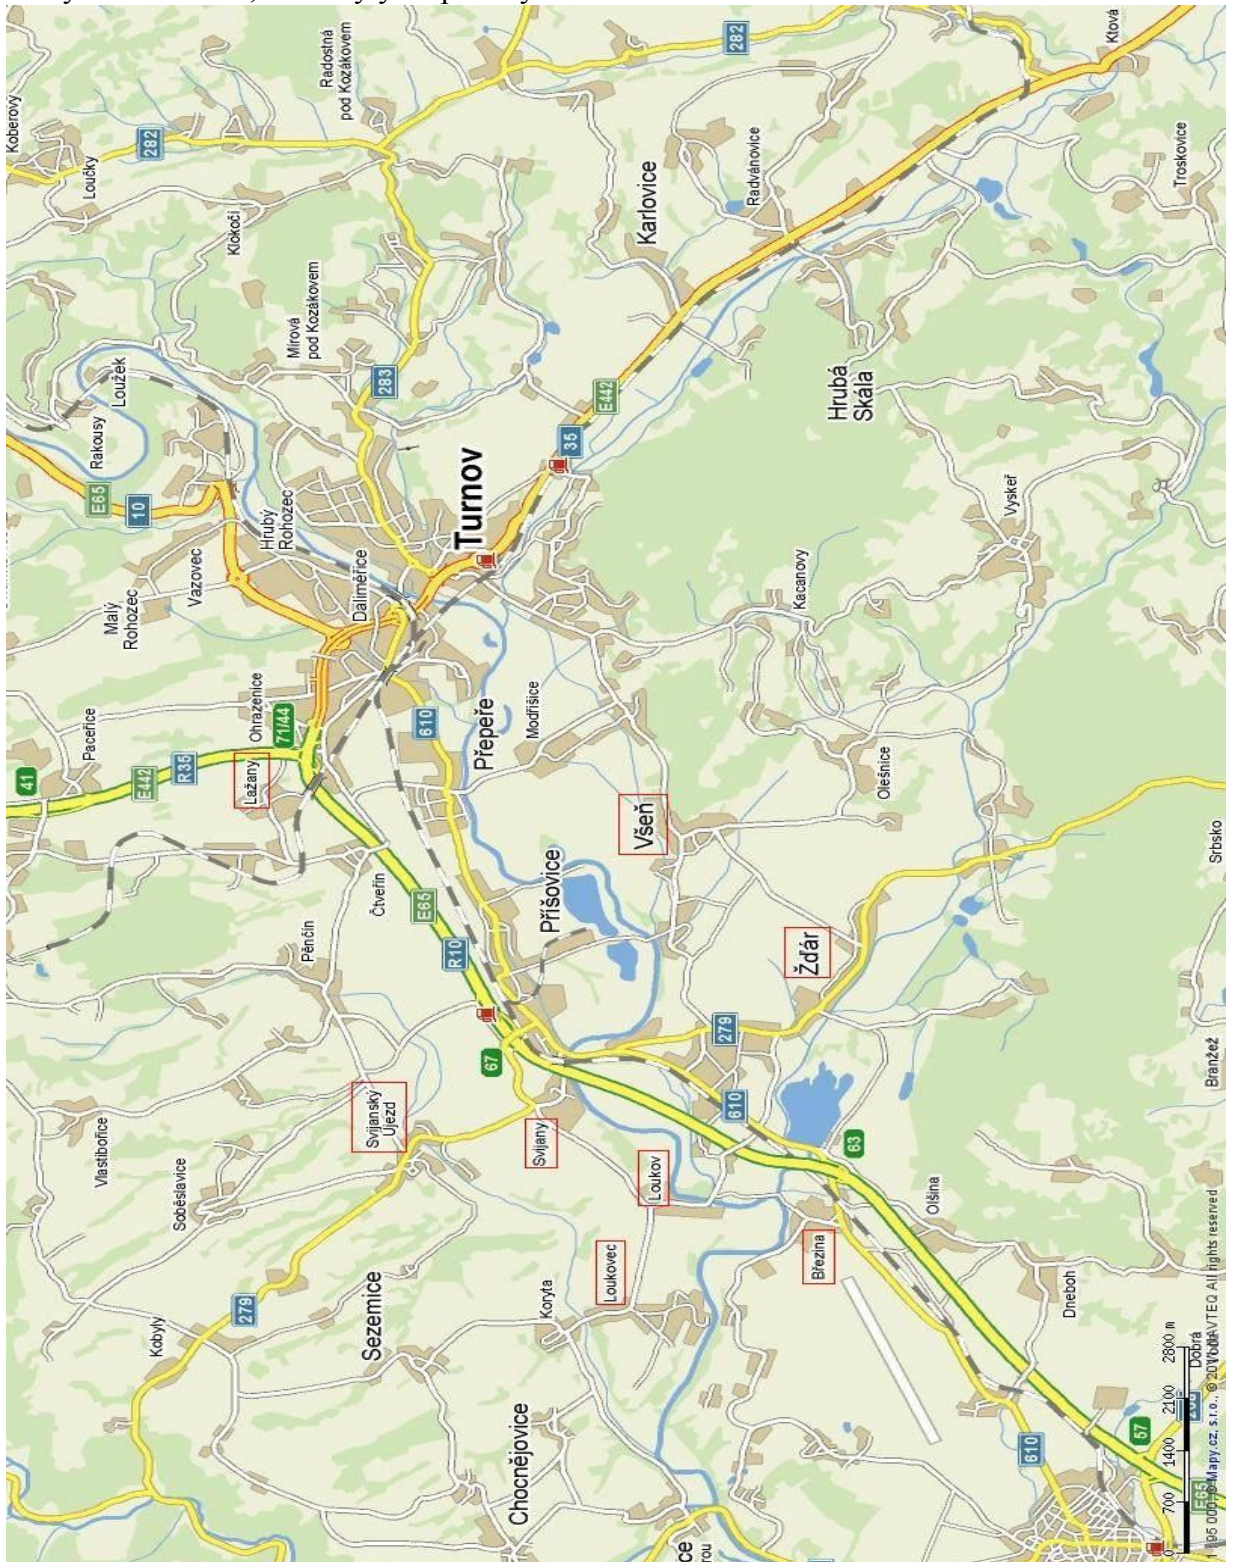 Koberovy
Loučky
282
Radostná
pod Kozákovem
282
Ktová
Klokočí
Karlovice
Radvánovice
Troskovice
Mírová
pod Kozákovem
283
Loužek
Rakousy
E65
10
Hrubý
Rohozec
Turnov
35
E442
Hrubá
Skála
Vyskeř
Malý
Rohozec
Vazovec
Daliměřice
Kacanovy
Paceřice
Ohrazenice
71/44
610
Přepeře
Modřišice
Olešnice
41
E442
R35
Lažany
Všeň
Srbsko
Čtveřín
E65
R10
Příšovice
Žďár
Pěnčín
67
279
Branžež
Vlastibořice
Soběslavice
Svijanský
Újezd
Svijany
Loukov
610
63
Olšina
Kobyly
279
Sezemice
Koryta
Loukovec
Březina
Dneboh
Chocnějovice
610
57
E65
0 700 1400 2100 2800 m
Mapy.cz, s.r.o.,
All rights reserved